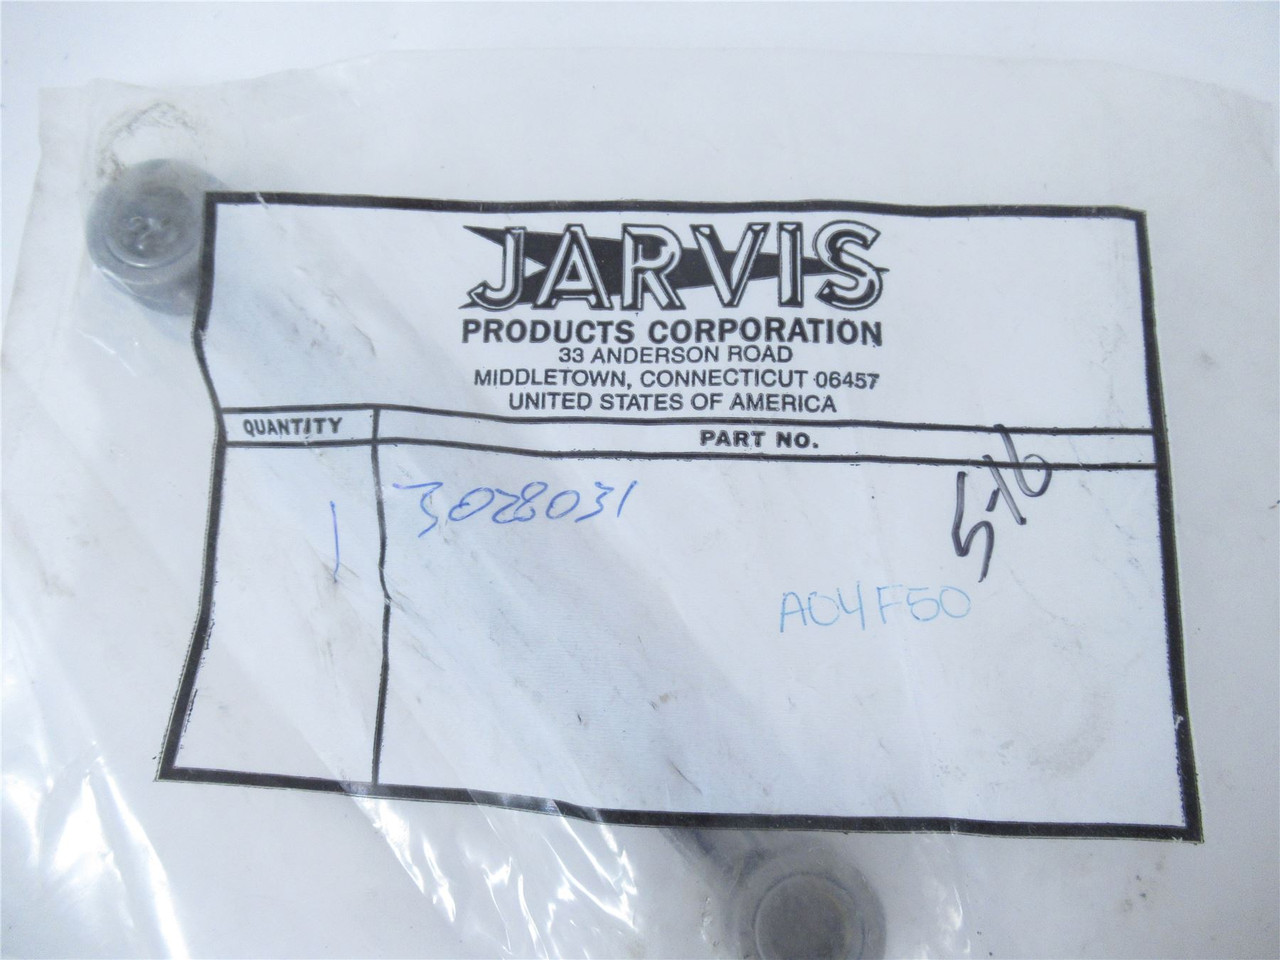 JARVIS
PRODUCTS CORPORATION
33 ANDERSON ROAD
MIDDLETOWN, CONNECTICUT 06457
UNITED STATES OF AMERICA
QUANTITY
PART NO.
1
3028031
5-16
A04F50